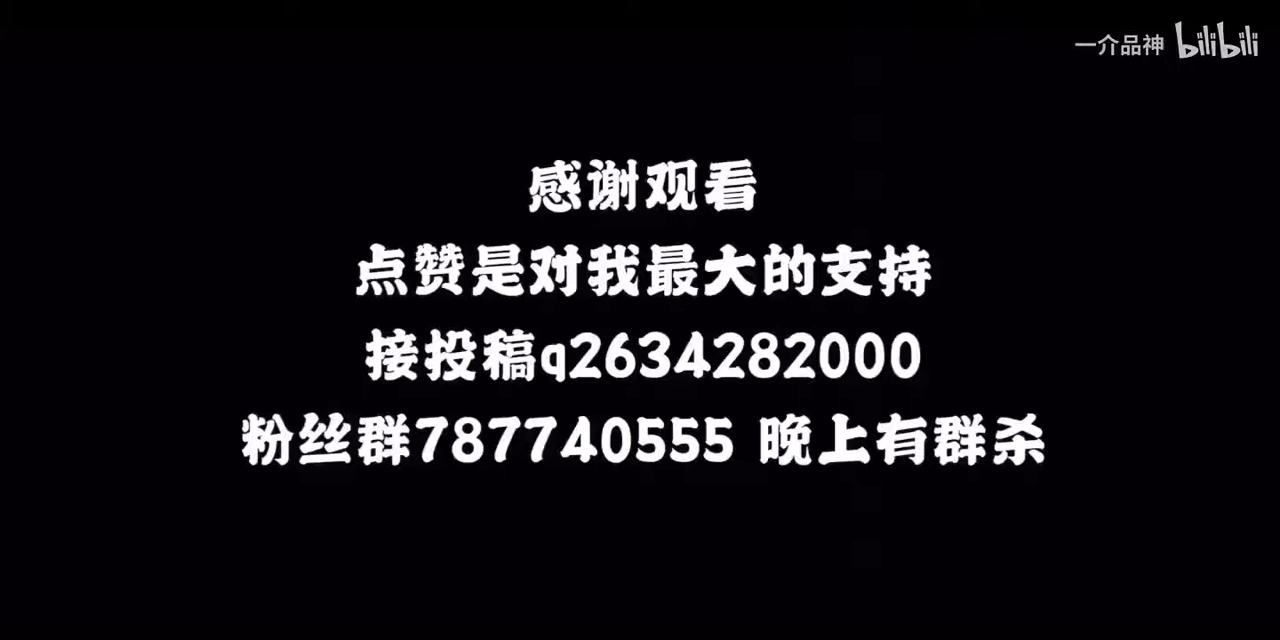 一介品神 bilibili
感谢观看
点赞是对我最大的支持
接投稿q2634282000
粉丝群787740555 晚上有群杀